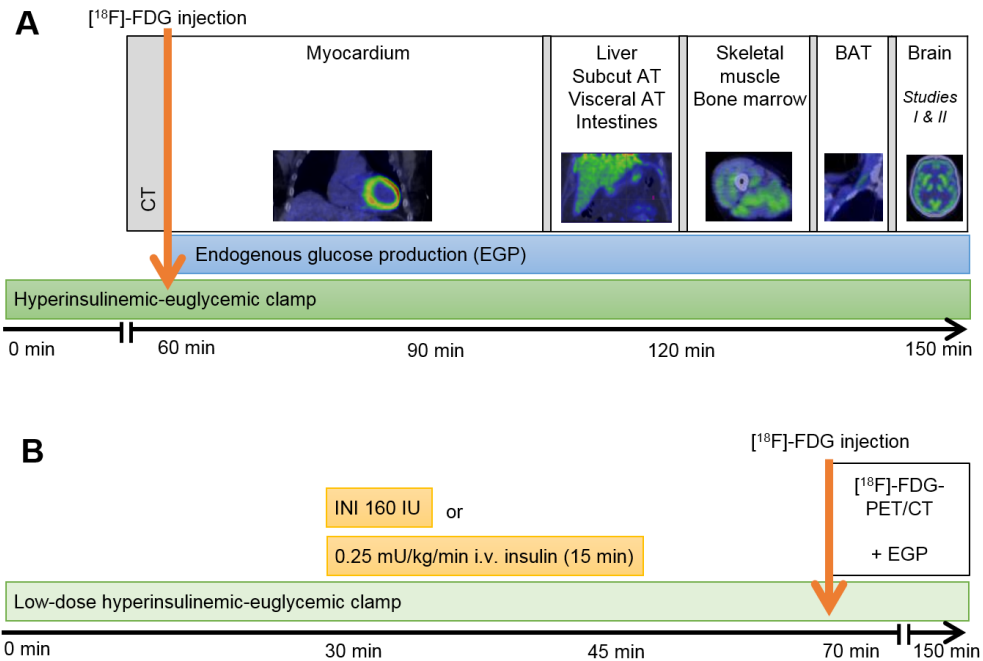 A
[¹⁸F]-FDG injection
CT
Myocardium
Liver
Subcut AT
Visceral AT
Intestines
Skeletal
muscle
Bone marrow
BAT
Brain
Studies
I & II
Endogenous glucose production (EGP)
Hyperinsulinemic-euglycemic clamp
0 min 60 min 90 min 120 min 150 min
B
[¹⁸F]-FDG injection
[¹⁸F]-FDG-
PET/CT
+ EGP
INI 160 IU or
0.25 mU/kg/min i.v. insulin (15 min)
Low-dose hyperinsulinemic-euglycemic clamp
0 min 30 min 45 min 70 min 150 min